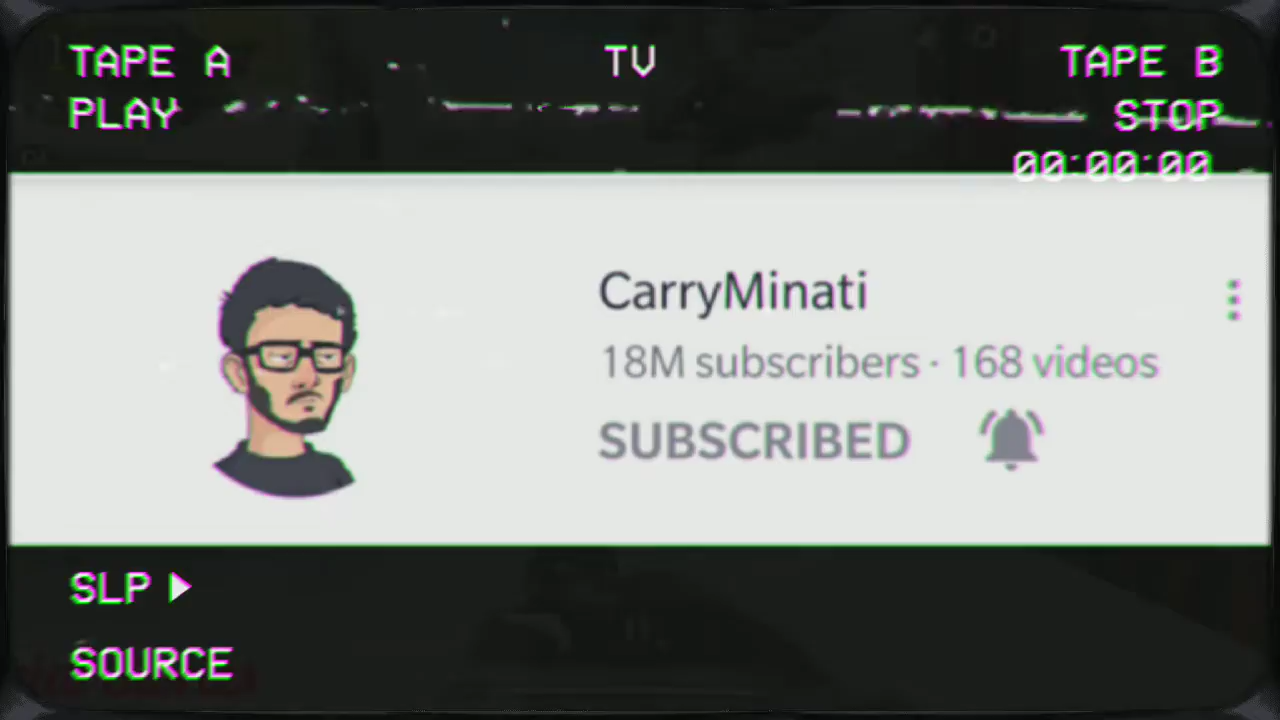 TAPE A TV TAPE B
PLAY STOP
00:00:00
CarryMinati
18M subscribers · 168 videos
SUBSCRIBED
SLP
SOURCE